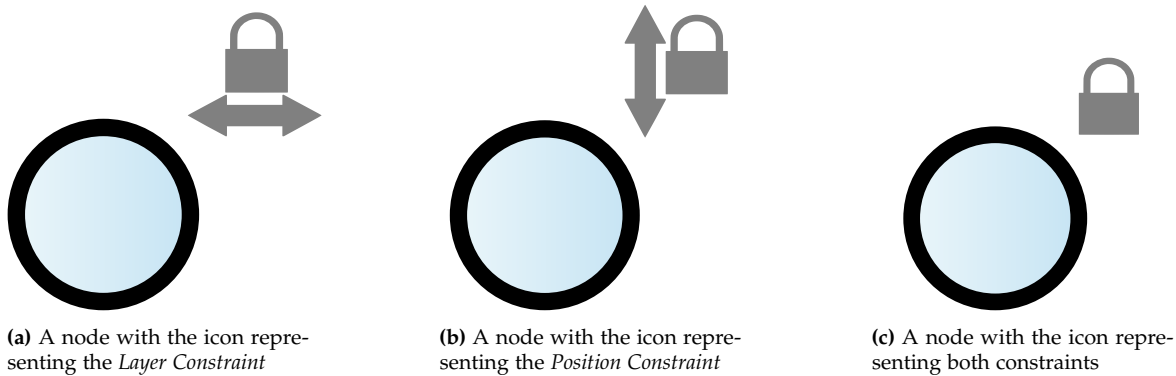 (a) A node with the icon repre-
senting the Layer Constraint
(b) A node with the icon repre-
senting the Position Constraint
(c) A node with the icon repre-
senting both constraints